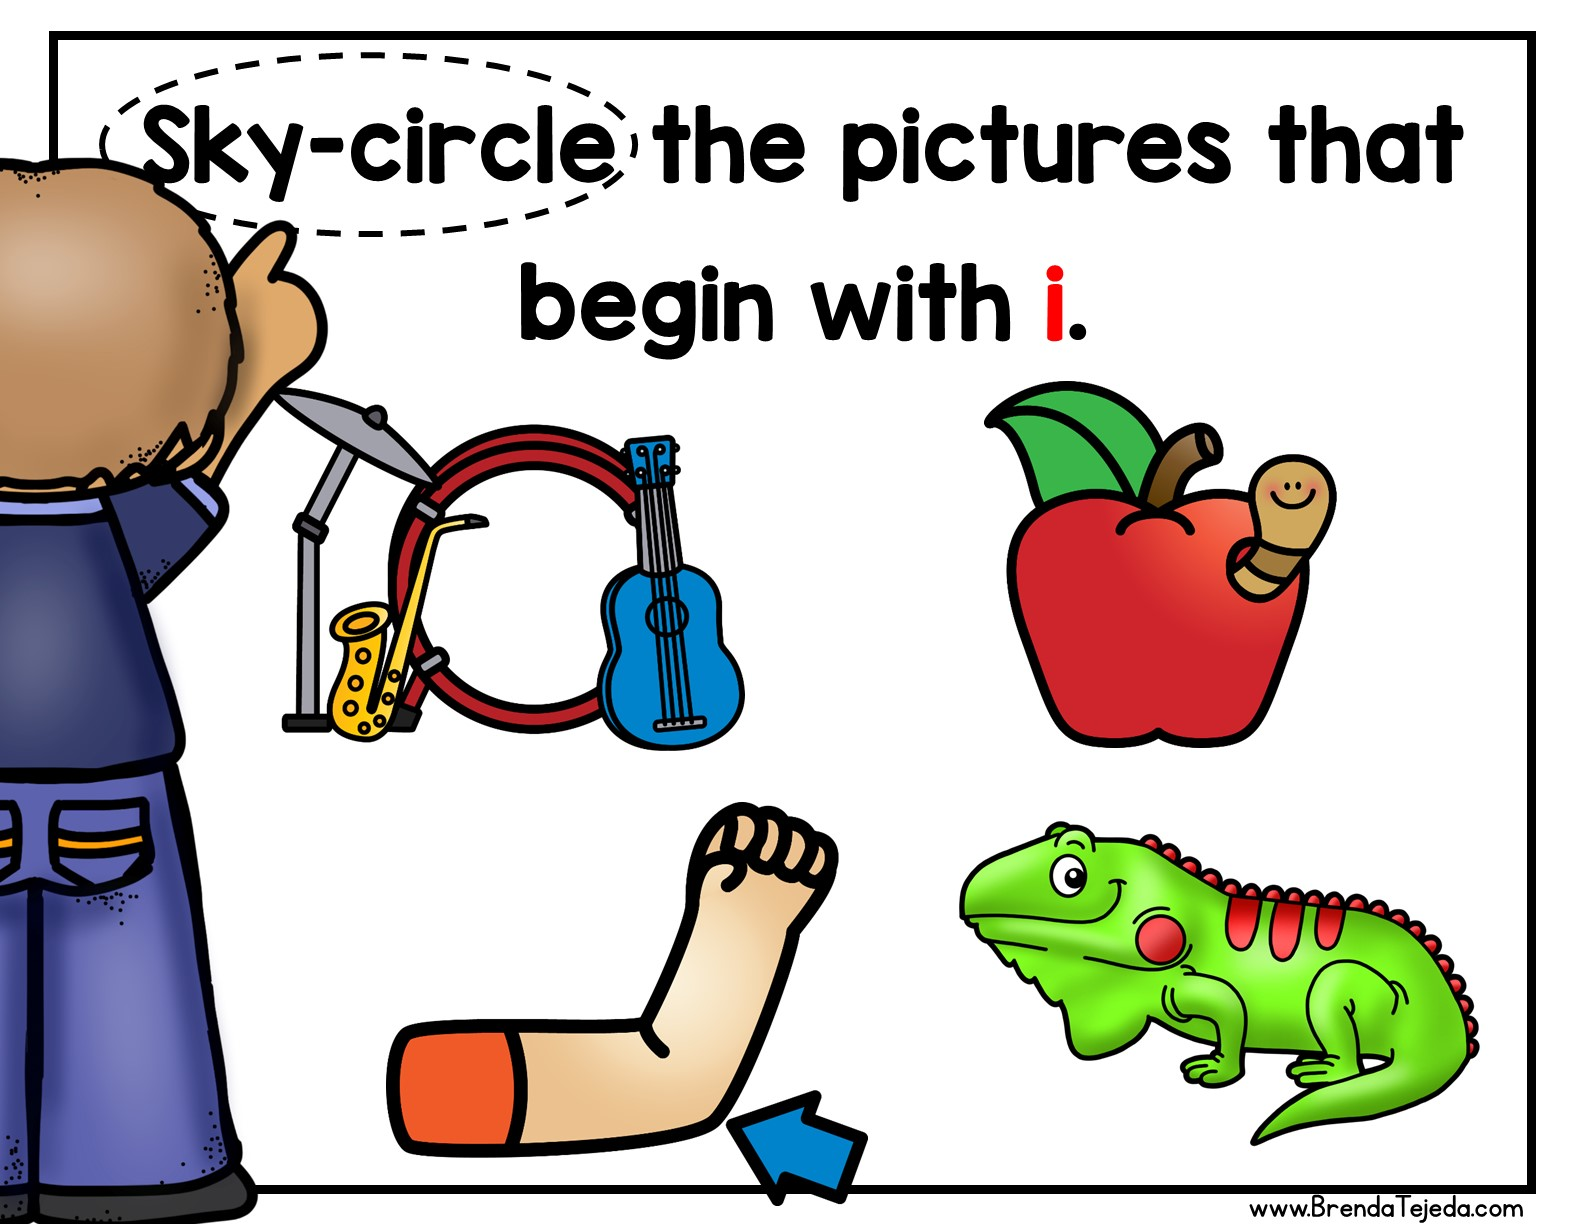 Sky-circle the pictures that
begin with i.
www.BrendaTejeda.com